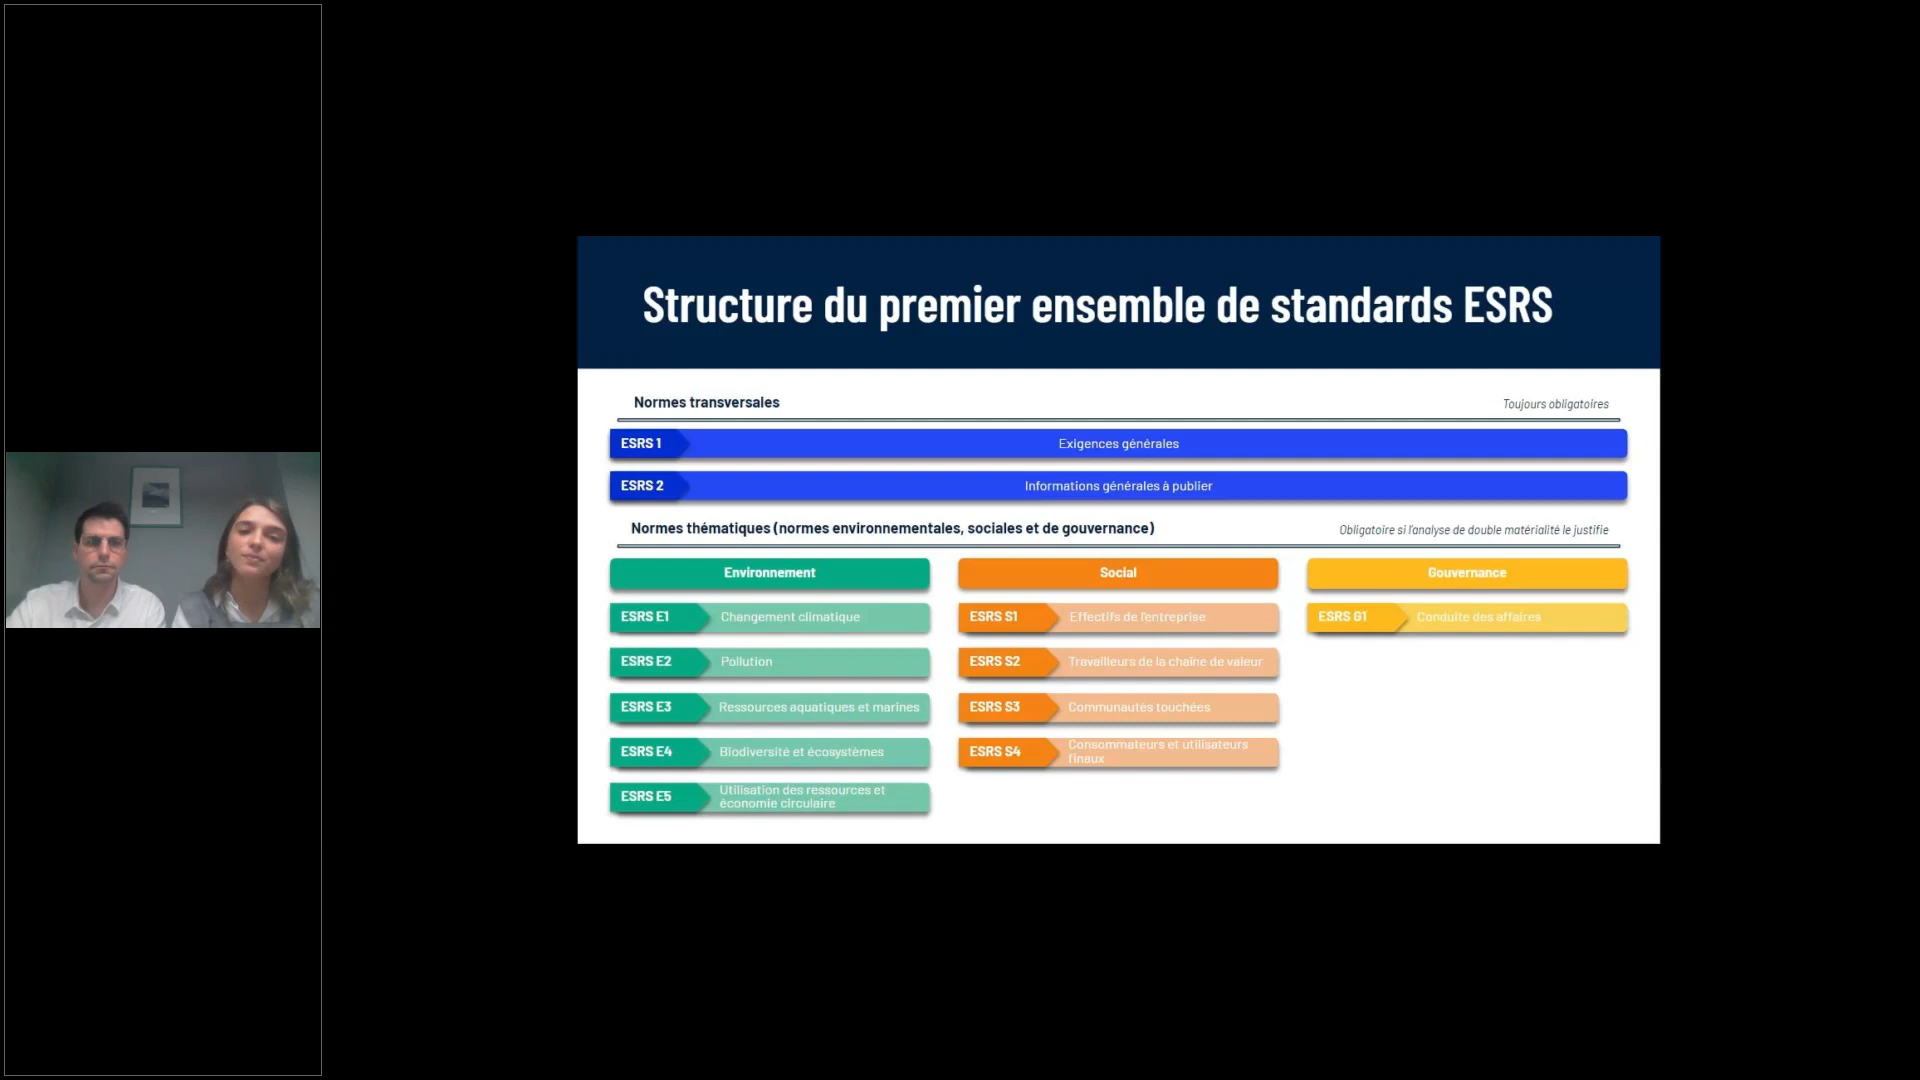 Structure du premier ensemble de standards ESRS
Normes transversales
Toujours obligatoires
ESRS 1
Exigences générales
ESRS 2
Informations générales à publier
Normes thématiques (normes environnementales, sociales et de gouvernance)
Obligatoire si l'analyse de double matérialité le justifie
Environnement
ESRS E1
Changement climatique
ESRS E2
Pollution
ESRS E3
Ressources aquatiques et marines
ESRS E4
Biodiversité et écosystèmes
ESRS E5
Utilisation des ressources et
économie circulaire
Social
ESRS S1
Effectifs de l'entreprise
ESRS S2
Travailleurs de la chaîne de valeur
ESRS S3
Communautés touchées
ESRS S4
Consommateurs et utilisateurs
finaux
Gouvernance
ESRS G1
Conduite des affaires